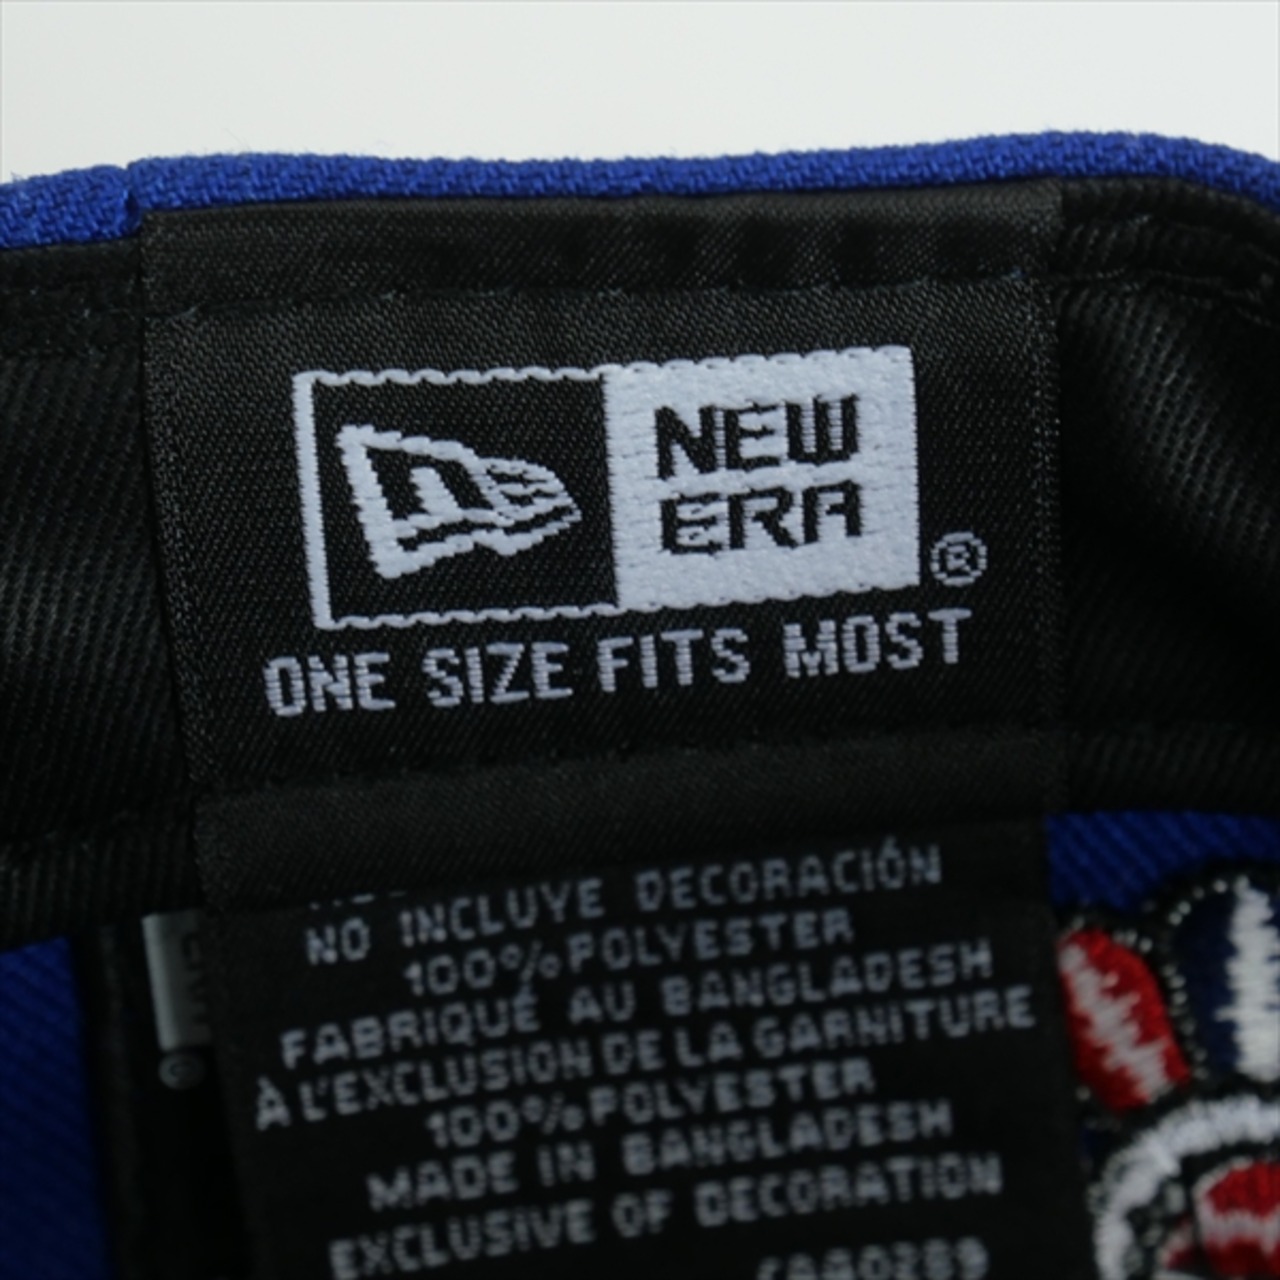 NEW
ERA
®
ONE SIZE FITS MOST
NO INCLUYE DECORACIÓN
100% POLYESTER
FABRIQUÉ AU BANGLADESH
À L'EXCLUSION DE LA GARNITURE
100% POLYESTER
MADE IN BANGLADESH
EXCLUSIVE OF DECORATION